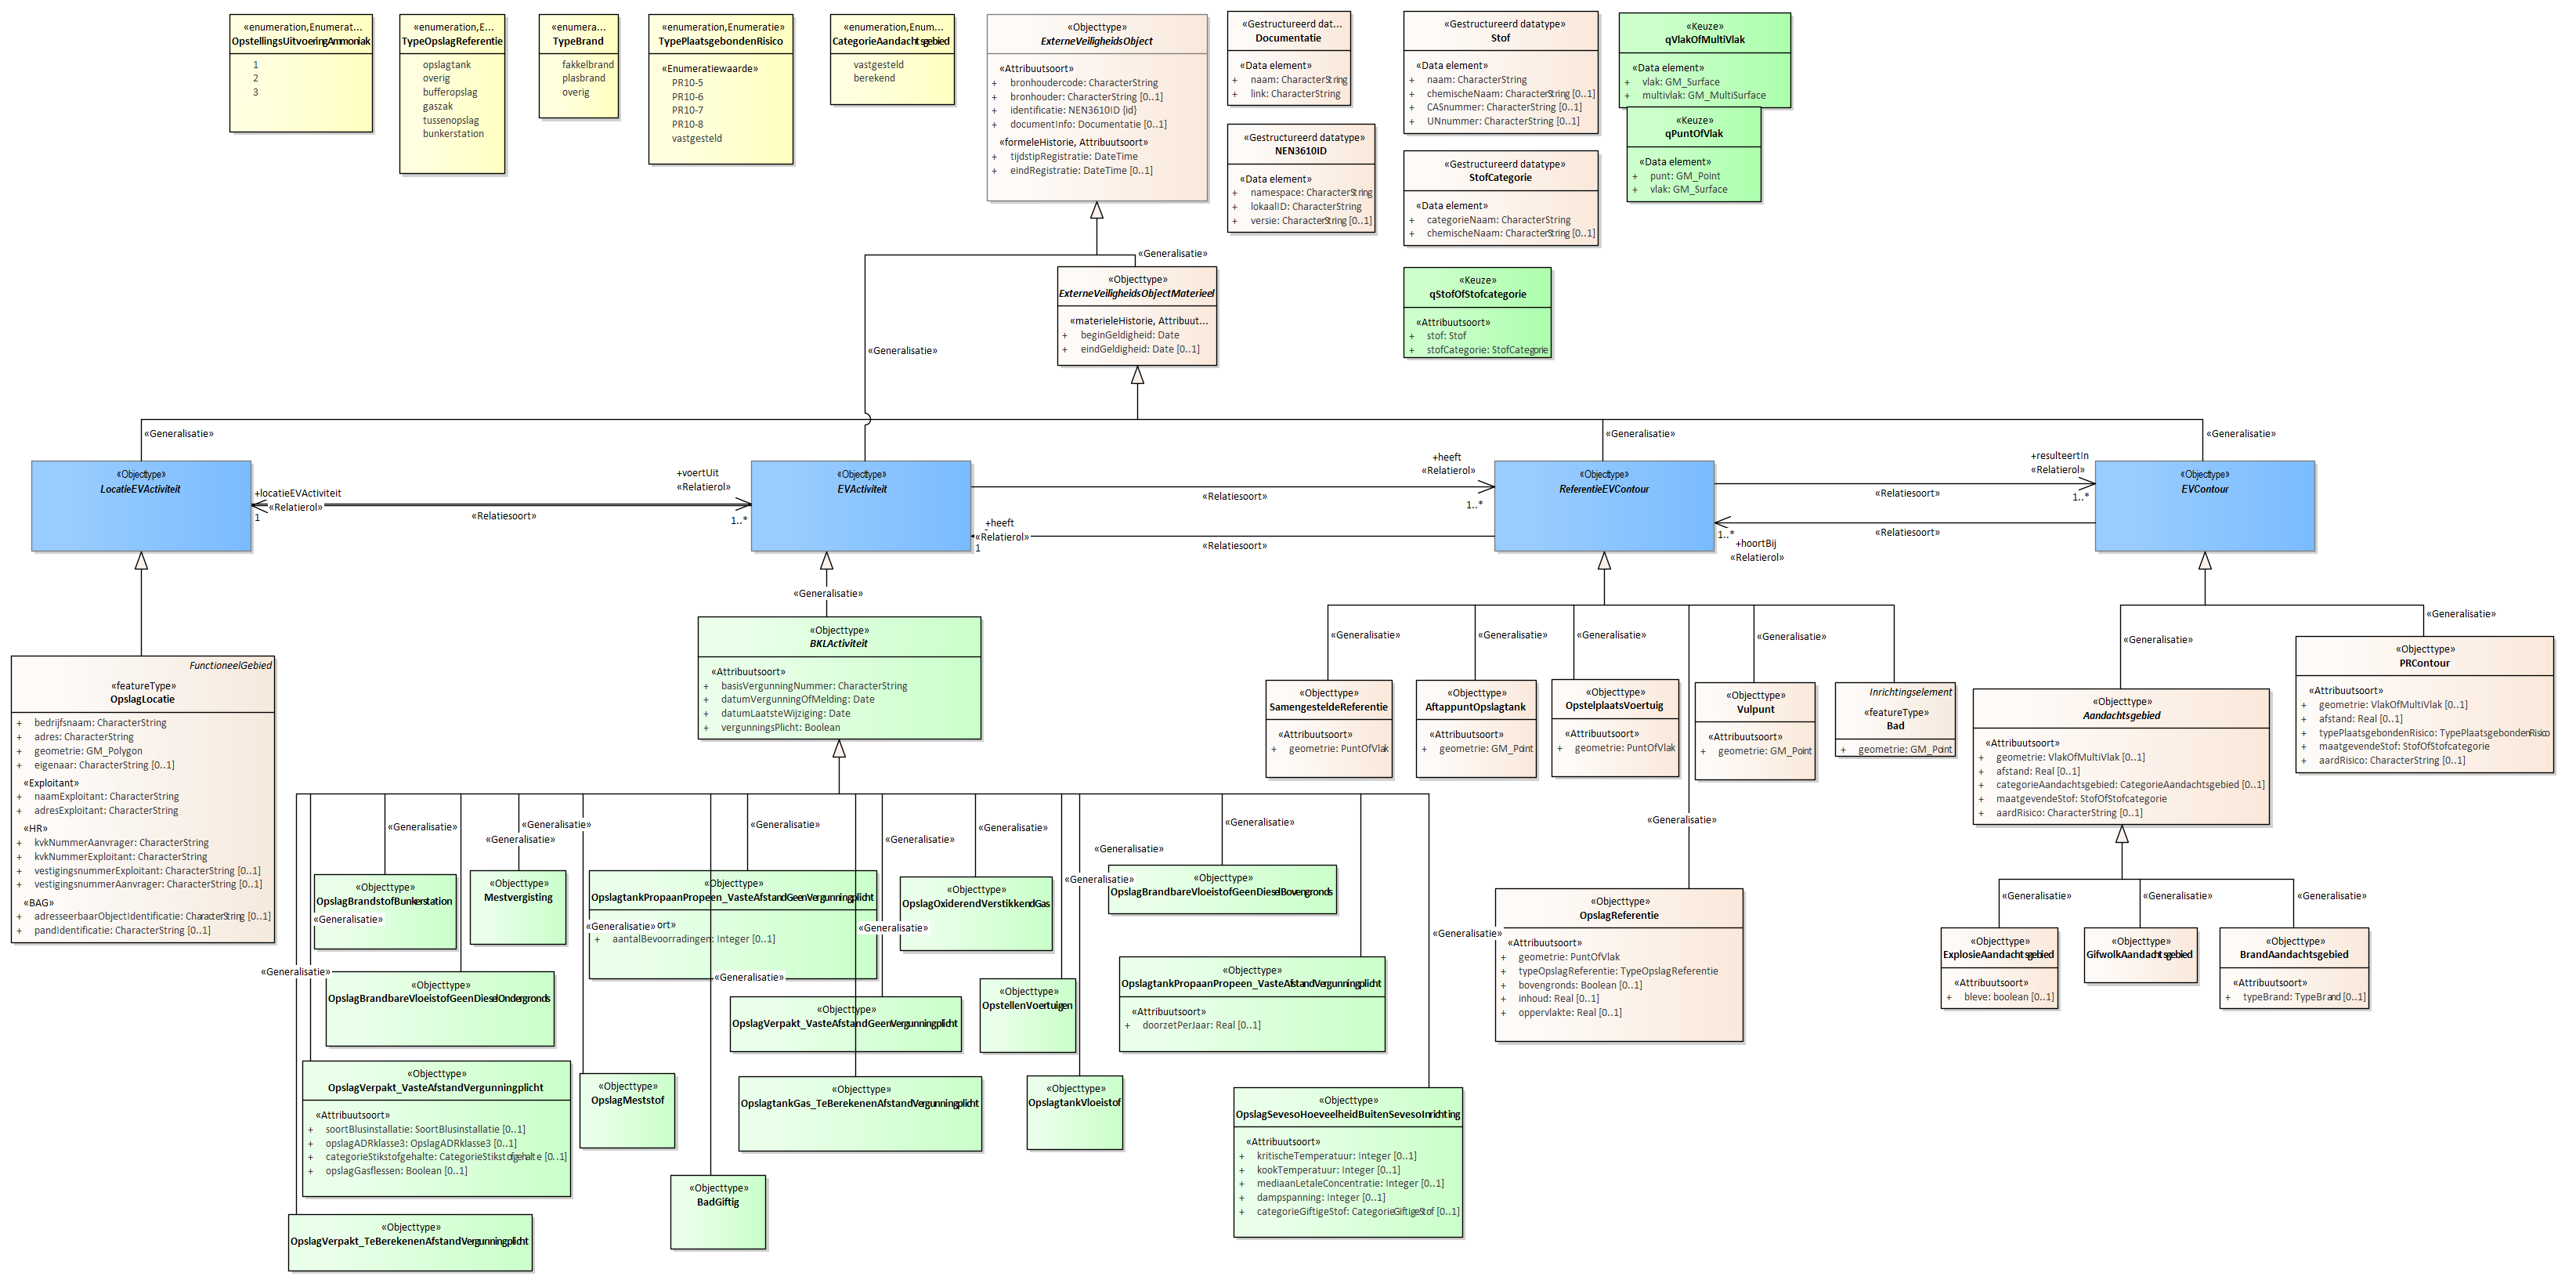 «enumeration,Enumerat...
OpstellingsUitvoeringAmmoniak
1
2
3
«enumeration,E...
TypeOpslagReferentie
opslagtank
overig
bufferopslag
gaszak
tussenopslag
bunkerstation
«enumera...
TypeBrand
fakkelbrand
plasbrand
overig
«enumeration,Enumeratie»
TypePlaatsgebondenRisico
«Enumeratiewaarde»
PR10-5
PR10-6
PR10-7
PR10-8
vastgesteld
«enumeration,Enum...
CategorieAandachtsgebied
vastgesteld
berekend
«Objecttype»
ExterneVeiligheidsObject
«Attribuutsoort»
+ bronhoudercode: CharacterString
+ bronhouder: CharacterString [0..1]
+ identificatie: NEN3610ID {id}
+ documentInfo: Documentatie [0..1]
«formeleHistorie, Attribuutsoort»
+ tijdstipRegistratie: DateTime
+ eindRegistratie: DateTime [0..1]
«Gestructureerd dat...
Documentatie
«Data element»
+ naam: CharacterString
+ link: CharacterString
«Gestructureerd datatype»
NEN3610ID
«Data element»
+ namespace: CharacterString
+ lokaalID: CharacterString
+ versie: CharacterString [0..1]
«Gestructureerd datatype»
Stof
«Data element»
+ naam: CharacterString
+ chemischeNaam: CharacterString [0..1]
+ CASnummer: CharacterString [0..1]
+ UNnummer: CharacterString [0..1]
«Gestructureerd datatype»
StofCategorie
«Data element»
+ categorieNaam: CharacterString
+ chemischeNaam: CharacterString [0..1]
«Keuze»
qVlakOfMultiVlak
«Data element»
+ vlak: GM_Surface
+ multivlak: GM_MultiSurface
«Keuze»
qPuntOfVlak
«Data element»
+ punt: GM_Point
+ vlak: GM_Surface
«Keuze»
qStofOfStofcategorie
«Attribuutsoort»
+ stof: Stof
+ stofCategorie: StofCategorie
«Generalisatie»
«Objecttype»
ExterneVeiligheidsObjectMaterieel
«materieleHistorie, Attribuut...
+ beginGeldigheid: Date
+ eindGeldigheid: Date [0..1]
«Generalisatie»
«Generalisatie»
«Generalisatie»
«Generalisatie»
«Objecttype»
LocatieEVActiviteit
+locatieEVActiviteit
«Relatierol»
1
«Relatiesoort»
+voertUit
«Relatierol»
1..*
«Objecttype»
EVActiviteit
+heeft
«Relatierol»
1..*
«Relatiesoort»
+heeft
«Relatierol»
1
«Relatiesoort»
«Objecttype»
ReferentieEVContour
+resulteertIn
«Relatierol»
1..*
«Relatiesoort»
1..*
+hoortBij
«Relatierol»
«Relatiesoort»
«Objecttype»
EVContour
FunctioneelGebied
«featureType»
OpslagLocatie
+ bedrijfsnaam: CharacterString
+ adres: CharacterString
+ geometrie: GM_Polygon
+ eigenaar: CharacterString [0..1]
«Exploitant»
+ naamExploitant: CharacterString
+ adresExploitant: CharacterString
«HR»
+ kvkNummerAanvrager: CharacterString
+ kvkNummerExploitant: CharacterString
+ vestigingsnummerExploitant: CharacterString [0..1]
+ vestigingsnummerAanvrager: CharacterString [0..1]
«BAG»
+ adresseerbaarObjectIdentificatie: CharacterString [0..1]
+ pandIdentificatie: CharacterString [0..1]
«Generalisatie»
«Objecttype»
BKLActiviteit
«Attribuutsoort»
+ basisVergunningNummer: CharacterString
+ datumVergunningOfMelding: Date
+ datumLaatsteWijziging: Date
+ vergunningsPlicht: Boolean
«Generalisatie»
«Generalisatie»
«Generalisatie»
«Generalisatie»
«Generalisatie»
«Objecttype»
SamengesteldeReferentie
«Attribuutsoort»
+ geometrie: PuntOfVlak
«Objecttype»
AftappuntOpslagtank
«Attribuutsoort»
+ geometrie: GM_Point
«Objecttype»
OpstelplaatsVoertuig
«Attribuutsoort»
+ geometrie: PuntOfVlak
«Objecttype»
Vulpunt
«Attribuutsoort»
+ geometrie: GM_Point
Inrichtingselement
«featureType»
Bad
+ geometrie: GM_Point
«Generalisatie»
«Objecttype»
OpslagReferentie
«Attribuutsoort»
+ geometrie: PuntOfVlak
+ typeOpslagReferentie: TypeOpslagReferentie
+ bovengronds: Boolean [0..1]
+ inhoud: Real [0..1]
+ oppervlakte: Real [0..1]
«Generalisatie»
«Generalisatie»
«Objecttype»
PRContour
«Attribuutsoort»
+ geometrie: VlakOfMultiVlak [0..1]
+ afstand: Real [0..1]
+ typePlaatsgebondenRisico: TypePlaatsgebondenRisico
+ maatgevendeStof: StofOfStofcategorie
+ aardRisico: CharacterString [0..1]
«Objecttype»
Aandachtsgebied
«Attribuutsoort»
+ geometrie: VlakOfMultiVlak [0..1]
+ afstand: Real [0..1]
+ categorieAandachtsgebied: CategorieAandachtsgebied [0..1]
+ maatgevendeStof: StofOfStofcategorie
+ aardRisico: CharacterString [0..1]
«Generalisatie»
«Generalisatie»
«Generalisatie»
«Objecttype»
ExplosieAandachtsgebied
«Attribuutsoort»
+ bleve: boolean [0..1]
«Objecttype»
GifwolkAandachtsgebied
«Objecttype»
BrandAandachtsgebied
«Attribuutsoort»
+ typeBrand: TypeBrand [0..1]
«Generalisatie»
«Generalisatie»
«Generalisatie»
«Generalisatie»
«Generalisatie»
«Generalisatie»
«Generalisatie»
«Generalisatie»
«Generalisatie»
«Objecttype»
OpslagBrandstofBunkerstation
«Generalisatie»
«Objecttype»
Mestvergisting
«Objecttype»
OpslagtankPropaanPropeen_VasteAfstandGeenVergunningplicht
«Generalisatie»
oort»
+ aantalBevoorradingen: Integer [0..1]
«Generalisatie»
«Generalisatie»
«Objecttype»
OpslagOxiderendVerstikkendGas
«Objecttype»
OpslagBrandbareVloeistofGeenDieselBovengronds
«Generalisatie»
«Generalisatie»
«Objecttype»
OpslagBrandbareVloeistofGeenDieselOndergronds
«Objecttype»
OpslagVerpakt_VasteAfstandGeenVergunningplicht
«Objecttype»
OpstellenVoertuigen
«Objecttype»
OpslagtankPropaanPropeen_VasteAfstandVergunningplicht
«Attribuutsoort»
+ doorzetPerJaar: Real [0..1]
«Objecttype»
OpslagVerpakt_VasteAfstandVergunningplicht
«Attribuutsoort»
+ soortBlusinstallatie: SoortBlusinstallatie [0..1]
+ opslagADRklasse3: OpslagADRklasse3 [0..1]
+ categorieStikstofgehalte: CategorieStikstofgehalte [0..1]
+ opslagGasflessen: Boolean [0..1]
«Objecttype»
OpslagMeststof
«Objecttype»
OpslagtankGas_TeBerekenenAfstandVergunningplicht
«Objecttype»
OpslagtankVloeistof
«Objecttype»
OpslagSevesoHoeveelheidBuitenSevesoInrichting
«Attribuutsoort»
+ kritischeTemperatuur: Integer [0..1]
+ kookTemperatuur: Integer [0..1]
+ mediaanLetaleConcentratie: Integer [0..1]
+ dampspanning: Integer [0..1]
+ categorieGiftigeStof: CategorieGiftigeStof [0..1]
«Objecttype»
BadGiftig
«Objecttype»
OpslagVerpakt_TeBerekenenAfstandVergunningplicht